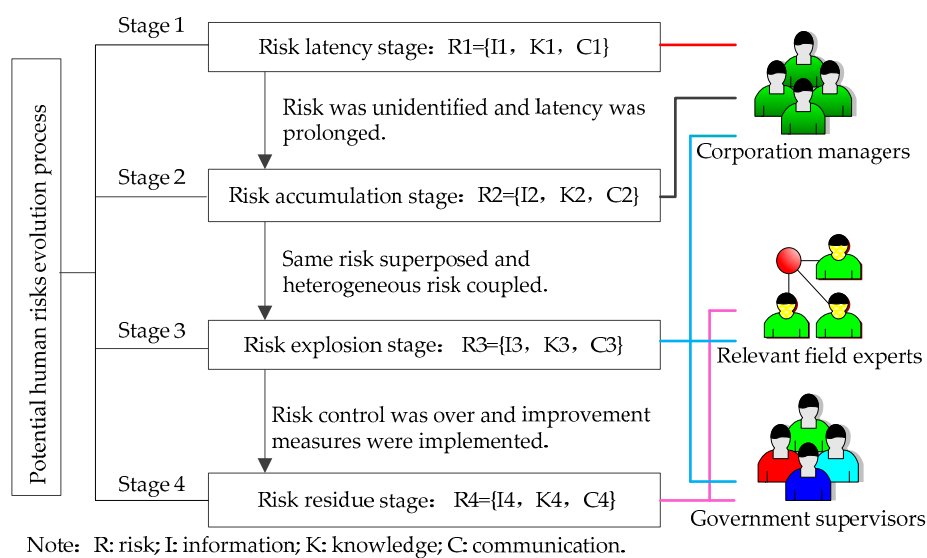 Potential human risks evolution process
Stage 1
Risk latency stage: R1={I1, K1, C1}
Risk was unidentified and latency was
prolonged.
Stage 2
Risk accumulation stage: R2={I2, K2, C2}
Same risk superposed and
heterogeneous risk coupled.
Stage 3
Risk explosion stage: R3={I3, K3, C3}
Risk control was over and improvement
measures were implemented.
Stage 4
Risk residue stage: R4={I4, K4, C4}
Corporation managers
Relevant field experts
Government supervisors
Note: R: risk; I: information; K: knowledge; C: communication.